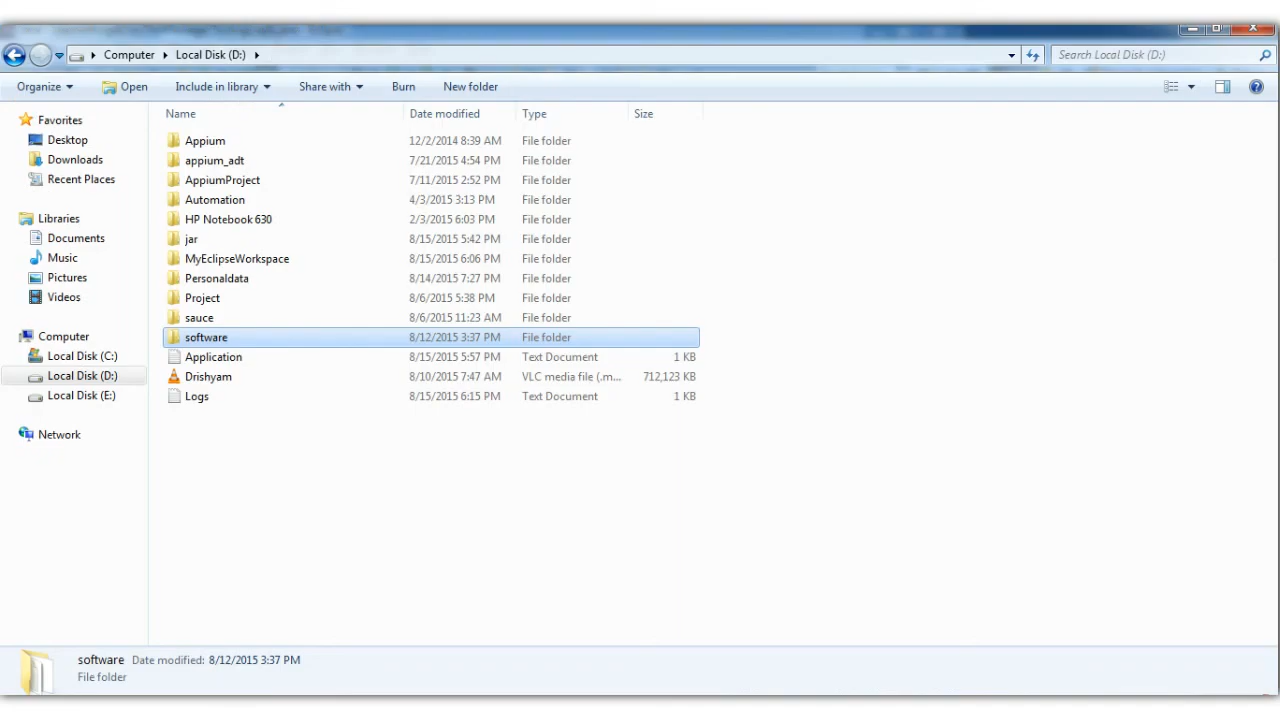 Computer Local Disk (D:) Search Local Disk (D:)
Organize Open Include in library Share with Burn New folder
Name Date modified Type Size
Favorites
Desktop
Downloads
Recent Places
Libraries
Documents
Music
Pictures
Videos
Computer
Local Disk (C:)
Local Disk (D:)
Local Disk (E:)
Network
Appium 12/2/2014 8:39 AM File folder
appium_adt 7/21/2015 4:54 PM File folder
AppiumProject 7/11/2015 2:52 PM File folder
Automation 4/3/2015 3:13 PM File folder
HP Notebook 630 2/3/2015 6:03 PM File folder
jar 8/15/2015 5:42 PM File folder
MyEclipseWorkspace 8/15/2015 6:06 PM File folder
Personaldata 8/14/2015 7:27 PM File folder
Project 8/6/2015 5:38 PM File folder
sauce 8/6/2015 11:23 AM File folder
software 8/12/2015 3:37 PM File folder
Application 8/15/2015 5:57 PM Text Document 1 KB
Drishyam 8/10/2015 7:47 AM VLC media file (.m... 712,123 KB
Logs 8/15/2015 6:15 PM Text Document 1 KB
software Date modified: 8/12/2015 3:37 PM
File folder